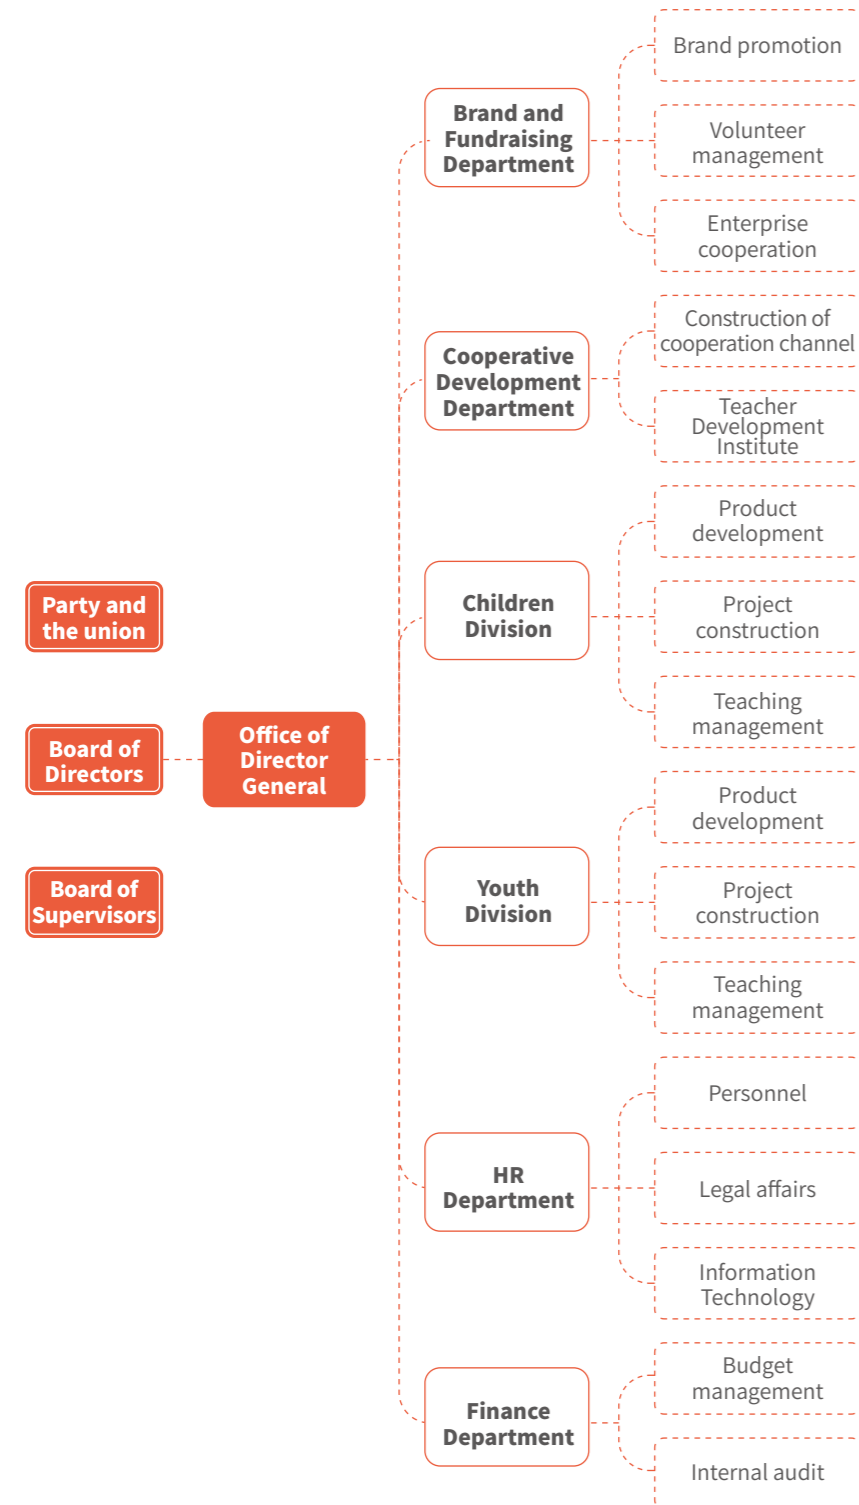 Party and
the union
Board of
Directors
Board of
Supervisors
Office of
Director
General
Brand and
Fundraising
Department
Brand promotion
Volunteer
management
Enterprise
cooperation
Cooperative
Development
Department
Construction of
cooperation channel
Teacher
Development
Institute
Children
Division
Product
development
Project
construction
Teaching
management
Youth
Division
Product
development
Project
construction
Teaching
management
HR
Department
Personnel
Legal affairs
Information
Technology
Finance
Department
Budget
management
Internal audit